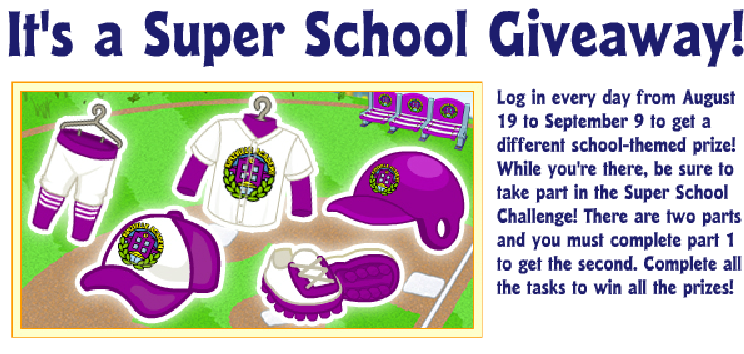 It's a Super School Giveaway!
Log in every day from August
19 to September 9 to get a
different school-themed prize!
While you're there, be sure to
take part in the Super School
Challenge! There are two parts
and you must complete part 1
to get the second. Complete all
the tasks to win all the prizes!